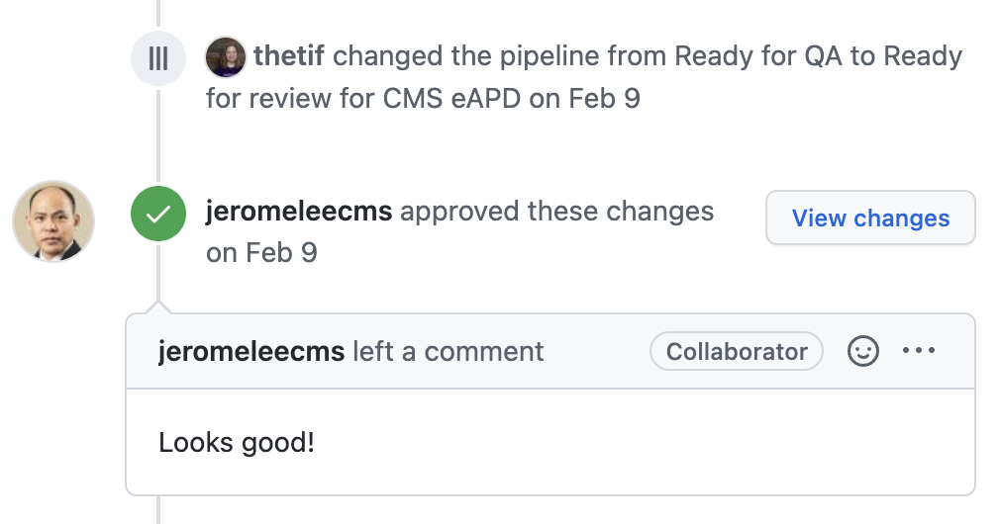 thetif changed the pipeline from Ready for QA to Ready
for review for CMS eAPD on Feb 9
jeromeleecms approved these changes
on Feb 9
View changes
jeromeleecms left a comment
Collaborator
Looks good!